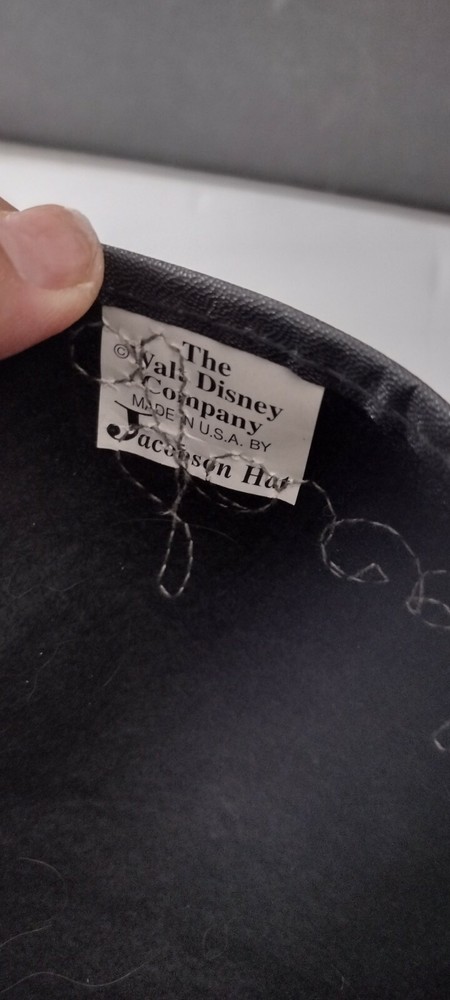 The
© Walt Disney
Company
MADE IN U.S.A. BY
Jacobson Hat